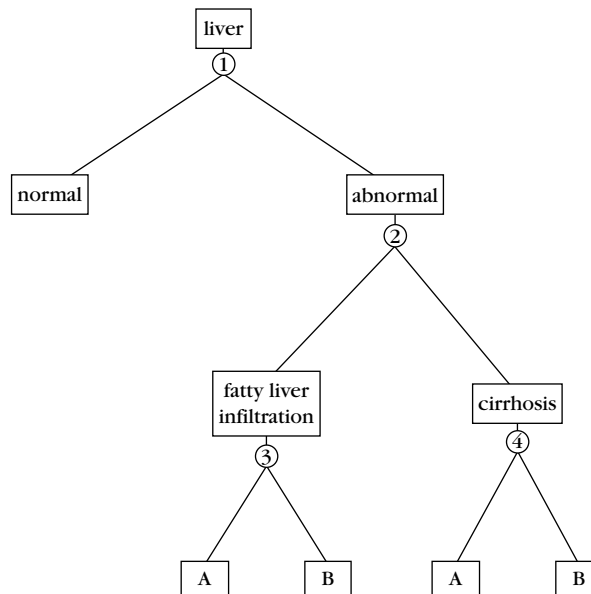 liver
1
normal
abnormal
2
fatty liver
infiltration
cirrhosis
3
4
A
B
A
B